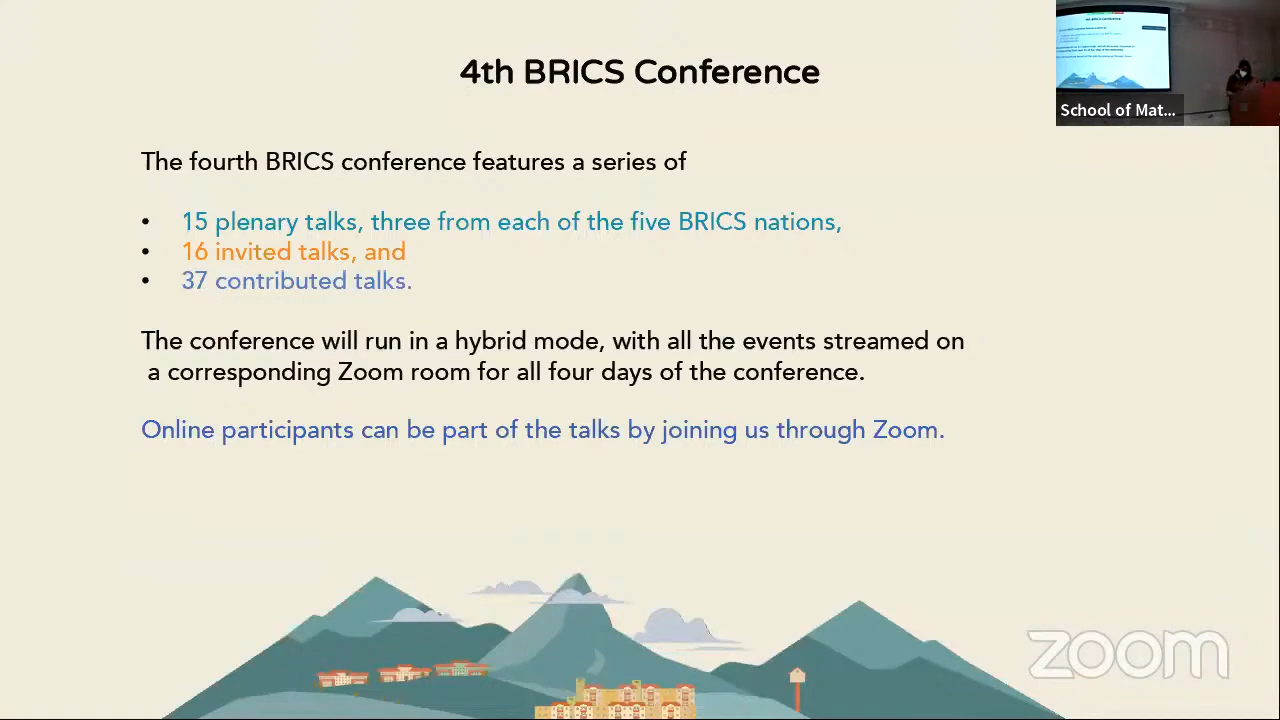 4th BRICS Conference
School of Mat...
The fourth BRICS conference features a series of
• 15 plenary talks, three from each of the five BRICS nations,
• 16 invited talks, and
• 37 contributed talks.
The conference will run in a hybrid mode, with all the events streamed on
a corresponding Zoom room for all four days of the conference.
Online participants can be part of the talks by joining us through Zoom.
zoom